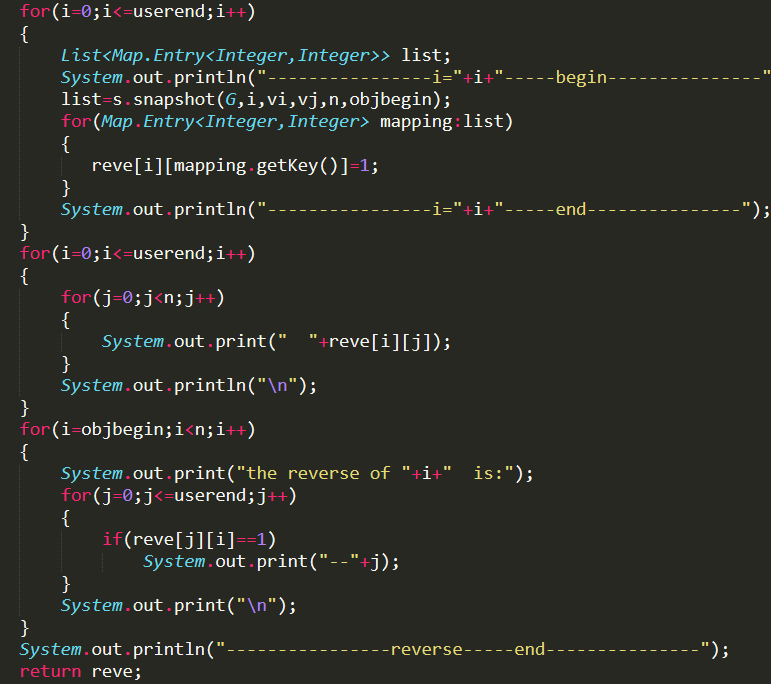 for(i=0;i<=userend;i++)
{
    List<Map.Entry<Integer,Integer>> list;
    System.out.println("----------------i="+i+"-----begin---------------"
    list=s.snapshot(G,i,vi,vj,n,objbegin);
    for(Map.Entry<Integer,Integer> mapping:list)
    {
       reve[i][mapping.getKey()]=1;
    }
    System.out.println("----------------i="+i+"-----end---------------");
}
for(i=0;i<=userend;i++)
{
    for(j=0;j<n;j++)
    {
        System.out.print("  "+reve[i][j]);
    }
    System.out.println("\n");
}
for(i=objbegin;i<n;i++)
{
    System.out.print("the reverse of "+i+"  is:");
    for(j=0;j<=userend;j++)
    {
        if(reve[j][i]==1)
            System.out.print("--"+j);
    }
    System.out.print("\n");
}
System.out.println("----------------reverse-----end---------------");
return reve;